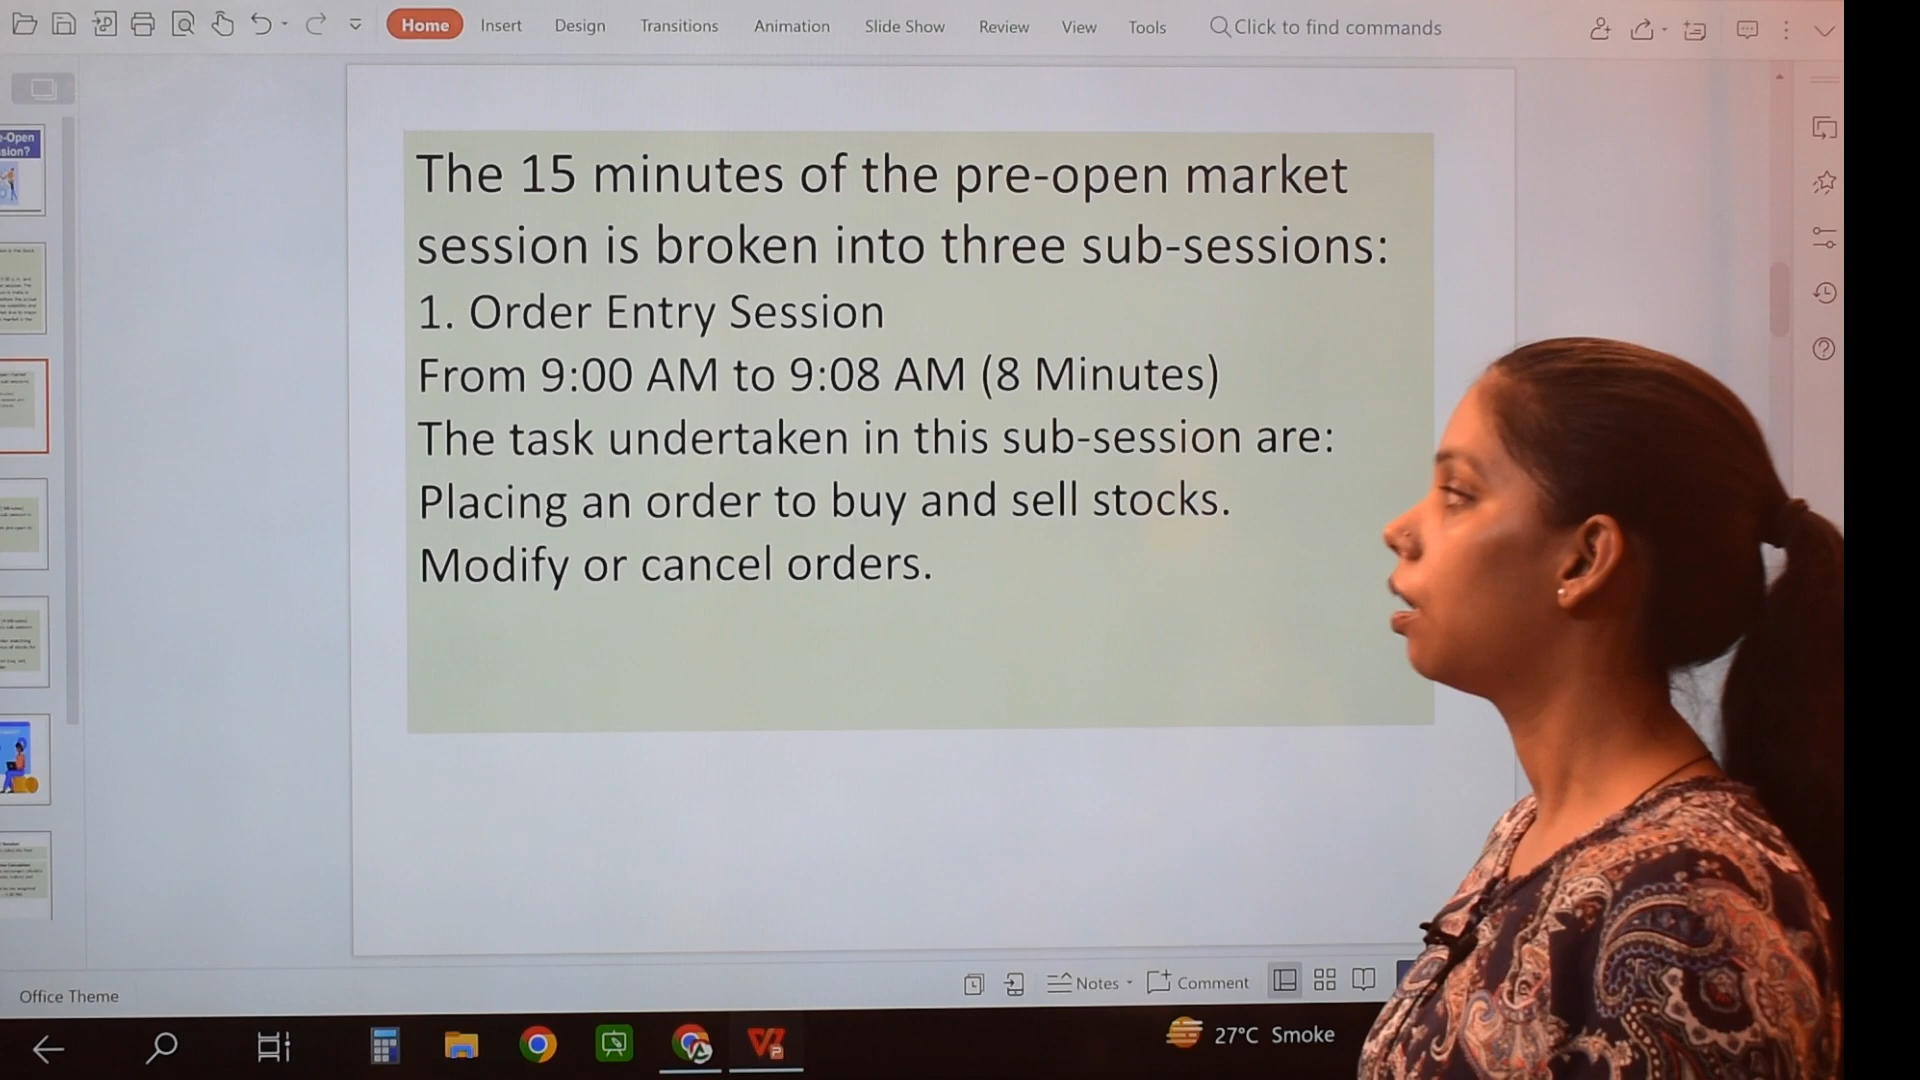 Home Insert Design Transitions Animation Slide Show Review View Tools Click to find commands
e-Open
sion?
The 15 minutes of the pre-open market
session is broken into three sub-sessions:
1. Order Entry Session
From 9:00 AM to 9:08 AM (8 Minutes)
The task undertaken in this sub-session are:
Placing an order to buy and sell stocks.
Modify or cancel orders.
Office Theme
Notes Comment
27°C Smoke